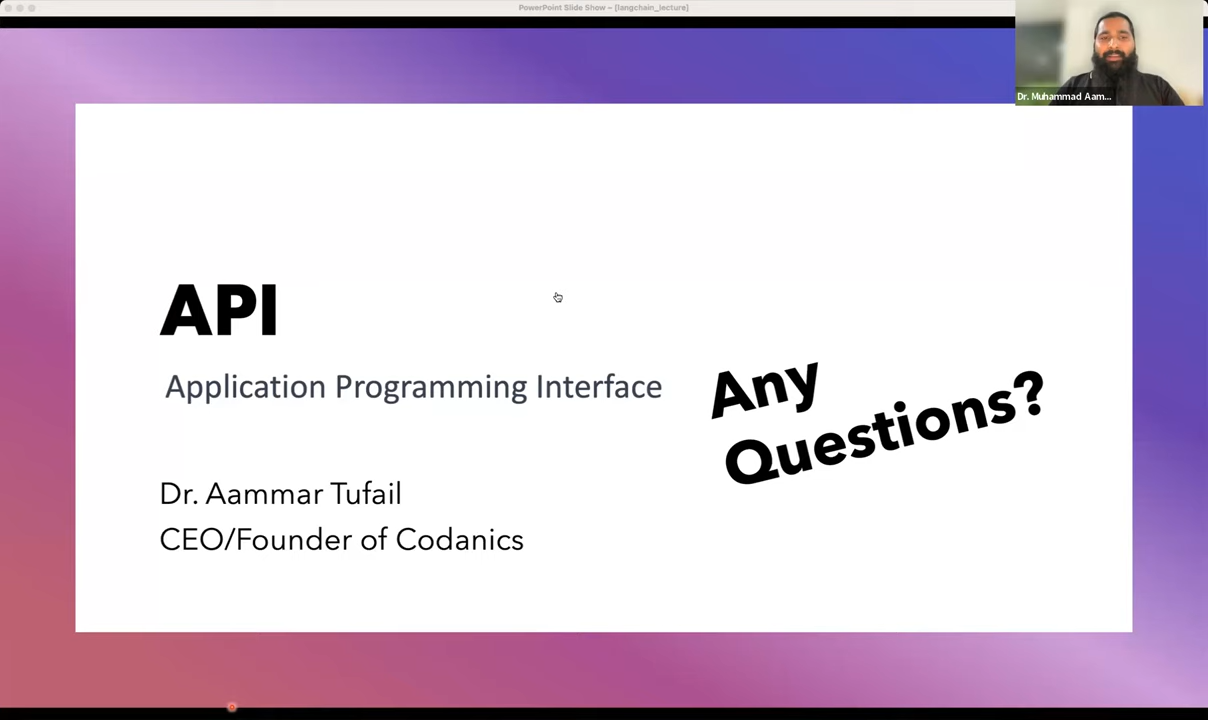 PowerPoint Slide Show – [langchain_lecture]
Dr. Muhammad Aam...
API
Application Programming Interface
Any
Questions?
Dr. Aammar Tufail
CEO/Founder of Codanics